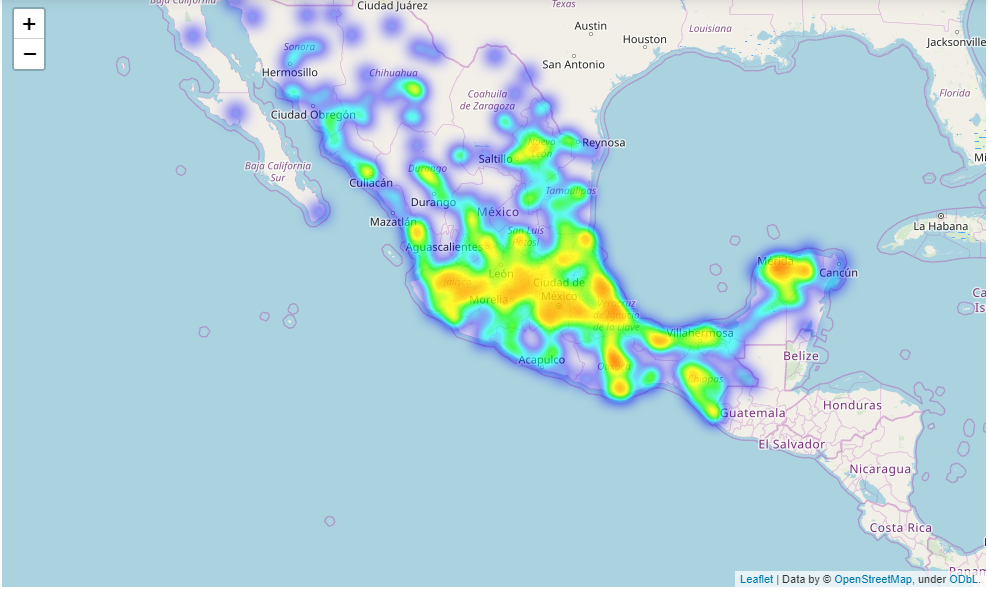 Baja California
Ciudad Juárez
Texas
+
−
Austin
Houston
Louisiana
Jacksonville
Sonora
Hermosillo
Chihuahua
San Antonio
Coahuila
de Zaragoza
Florida
Ciudad Obregón
Nuevo
León
Reynosa
Saltillo
Baja California
Sur
Culiacán
Durango
Durango
Tamaulipas
México
Mazatlán
San Luis
Potosí
La Habana
Aguascalientes
León
Jalisco
Ciudad de
México
Morelia
Veracruz
de Ignacio
de la Llave
Mérida
Cancún
Villahermosa
Acapulco
Oaxaca
Chiapas
Belize
Guatemala
Honduras
El Salvador
Nicaragua
Costa Rica
Leaflet | Data by © OpenStreetMap, under ODbL.